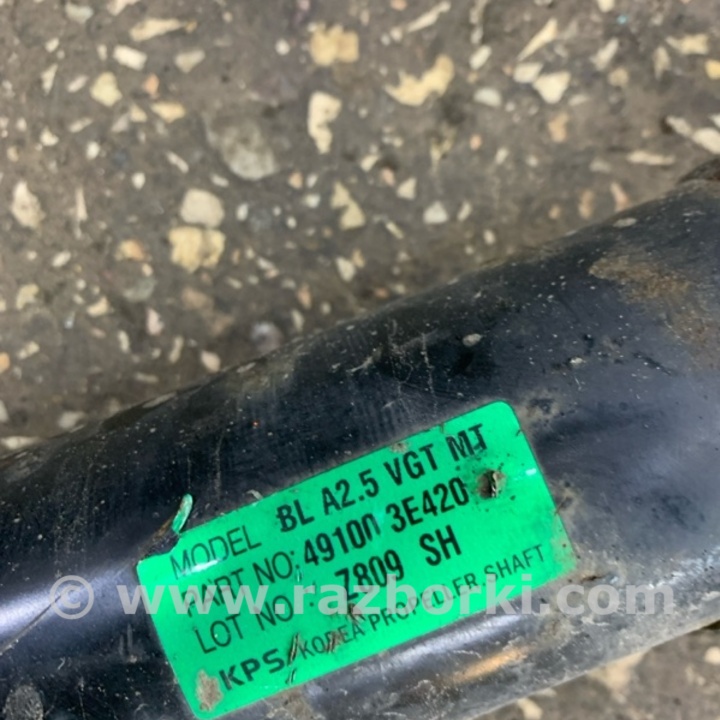 MODEL BL A2.5 VGT MT
PART NO: 49100 3E420
LOT NO: 7809 SH
KPS KOREA PROPELLER SHAFT
© www.razborki.com